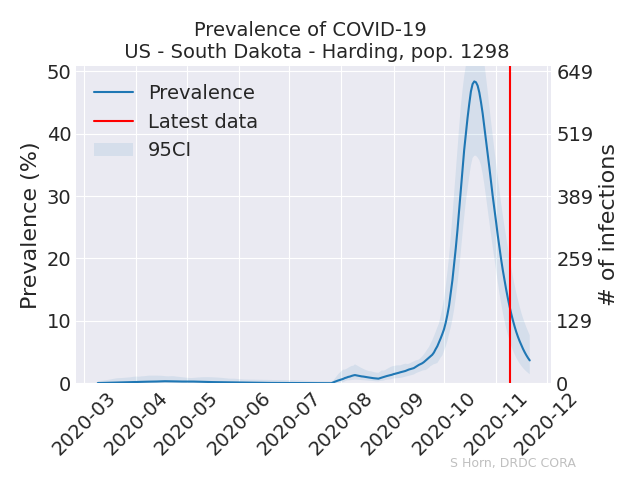 Prevalence of COVID-19
US - South Dakota - Harding, pop. 1298
Prevalence
Latest data
95CI
Prevalence (%)
50
40
30
20
10
0
649
519
389
259
129
0
# of infections
2020-03
2020-04
2020-05
2020-06
2020-07
2020-08
2020-09
2020-10
2020-11
2020-12
S Horn, DRDC CORA